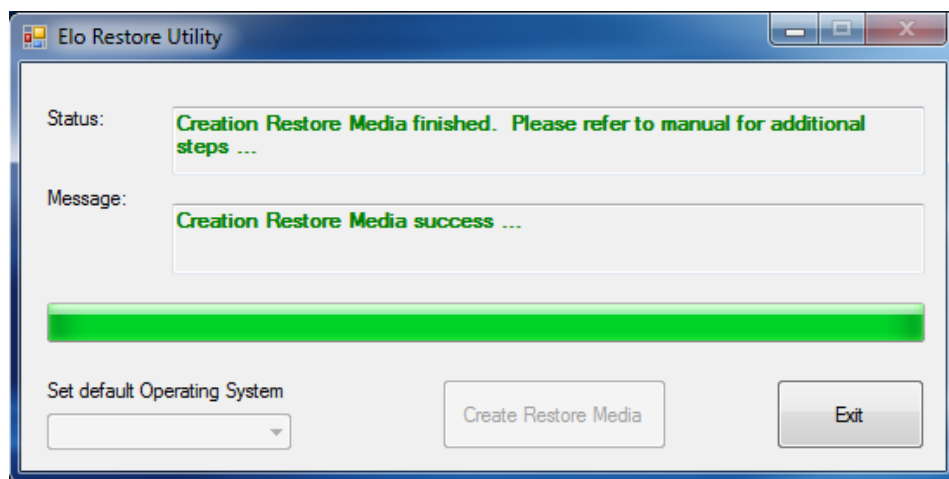 Elo Restore Utility
Status:
Creation Restore Media finished.  Please refer to manual for additional
steps ...
Message:
Creation Restore Media success ...
Set default Operating System
Create Restore Media
Exit